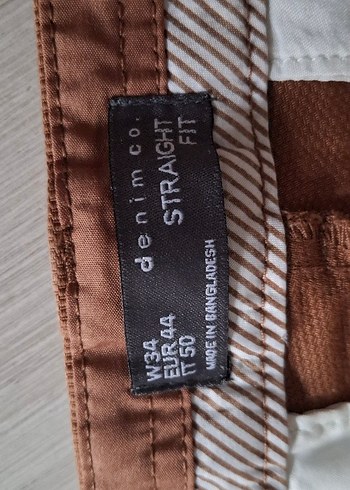 denim co.
STRAIGHT
FIT
W34
EUR 44
IT 50
MADE IN BANGLADESH